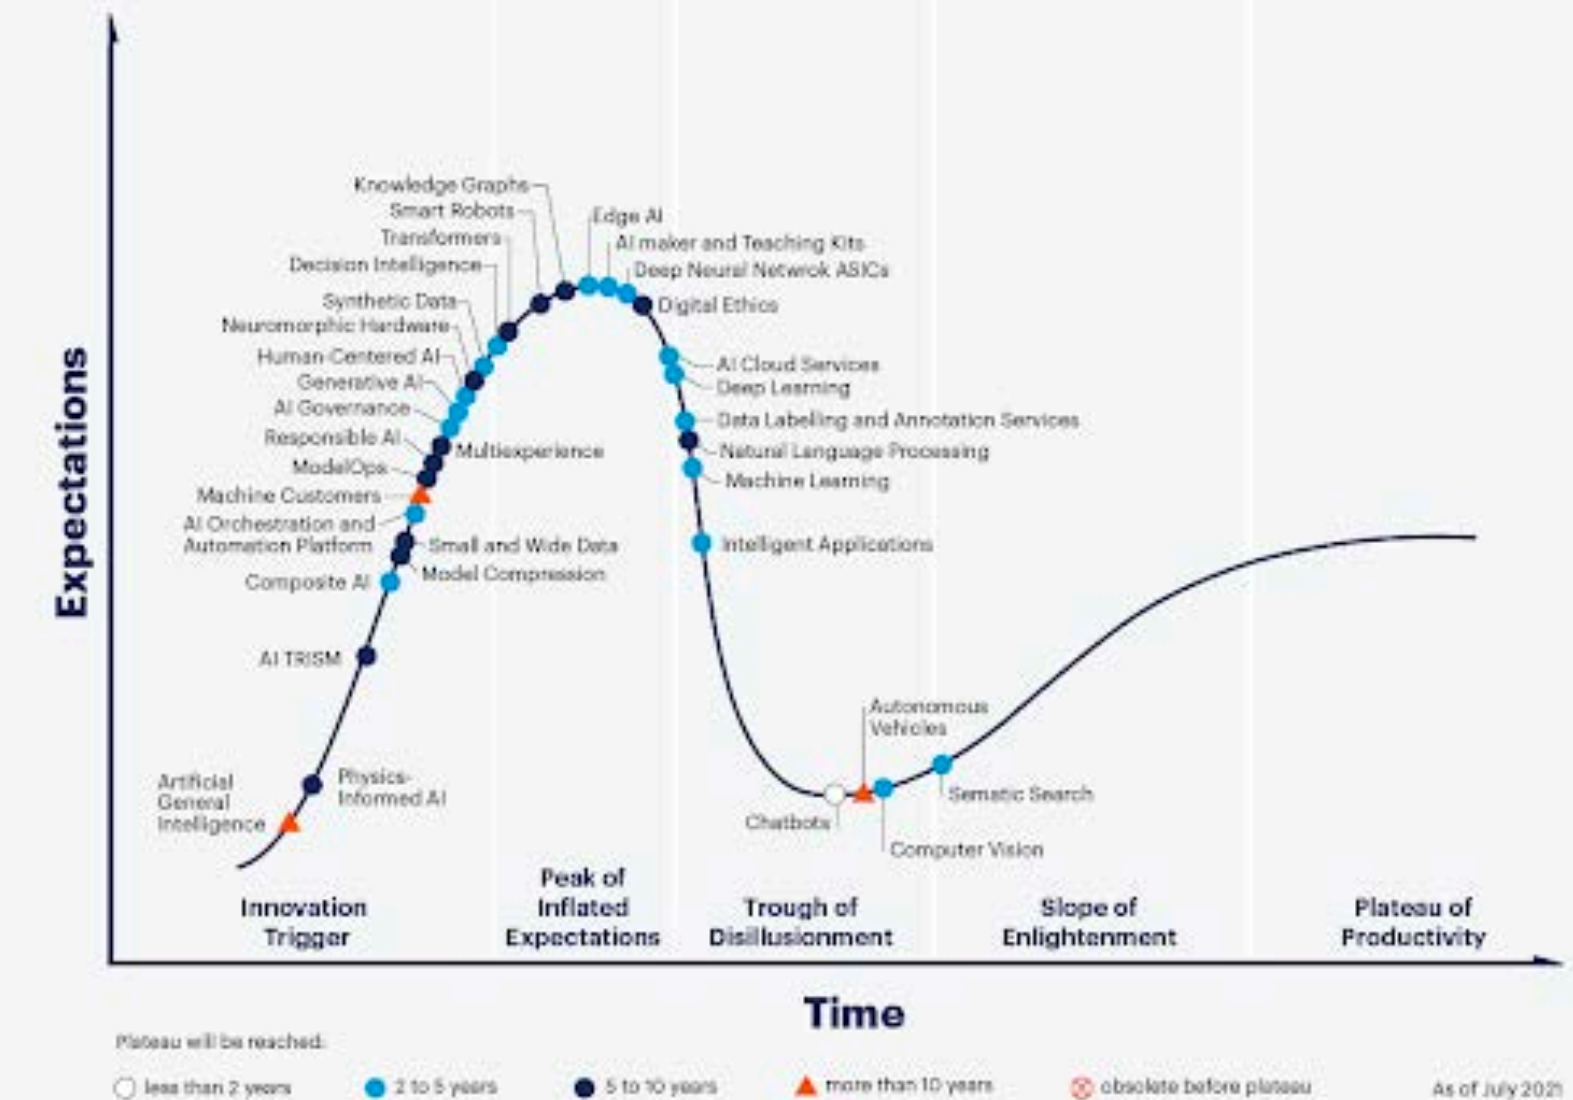 Knowledge Graphs
Smart Robots
Edge AI
Transformers
AI maker and Teaching Kits
Decision Intelligence
Deep Neural Netwrok ASICs
Synthetic Data
Digital Ethics
Neuromorphic Hardware
Human-Centered AI
AI Cloud Services
Generative AI
Deep Learning
AI Governance
Data Labelling and Annotation Services
Responsible AI
Multiexperience
Natural Language Processing
ModelOps
Machine Learning
Machine Customers
AI Orchestration and
Automation Platform
Small and Wide Data
Intelligent Applications
Model Compression
Composite AI
AI TRISM
Autonomous
Vehicles
Artificial
General
Intelligence
Physics-
Informed AI
Sematic Search
Chatbots
Computer Vision
Expectations
Innovation
Trigger
Peak of
Inflated
Expectations
Trough of
Disillusionment
Slope of
Enlightenment
Plateau of
Productivity
Time
Plateau will be reached:
less than 2 years
2 to 5 years
5 to 10 years
more than 10 years
obsolete before plateau
As of July 2021